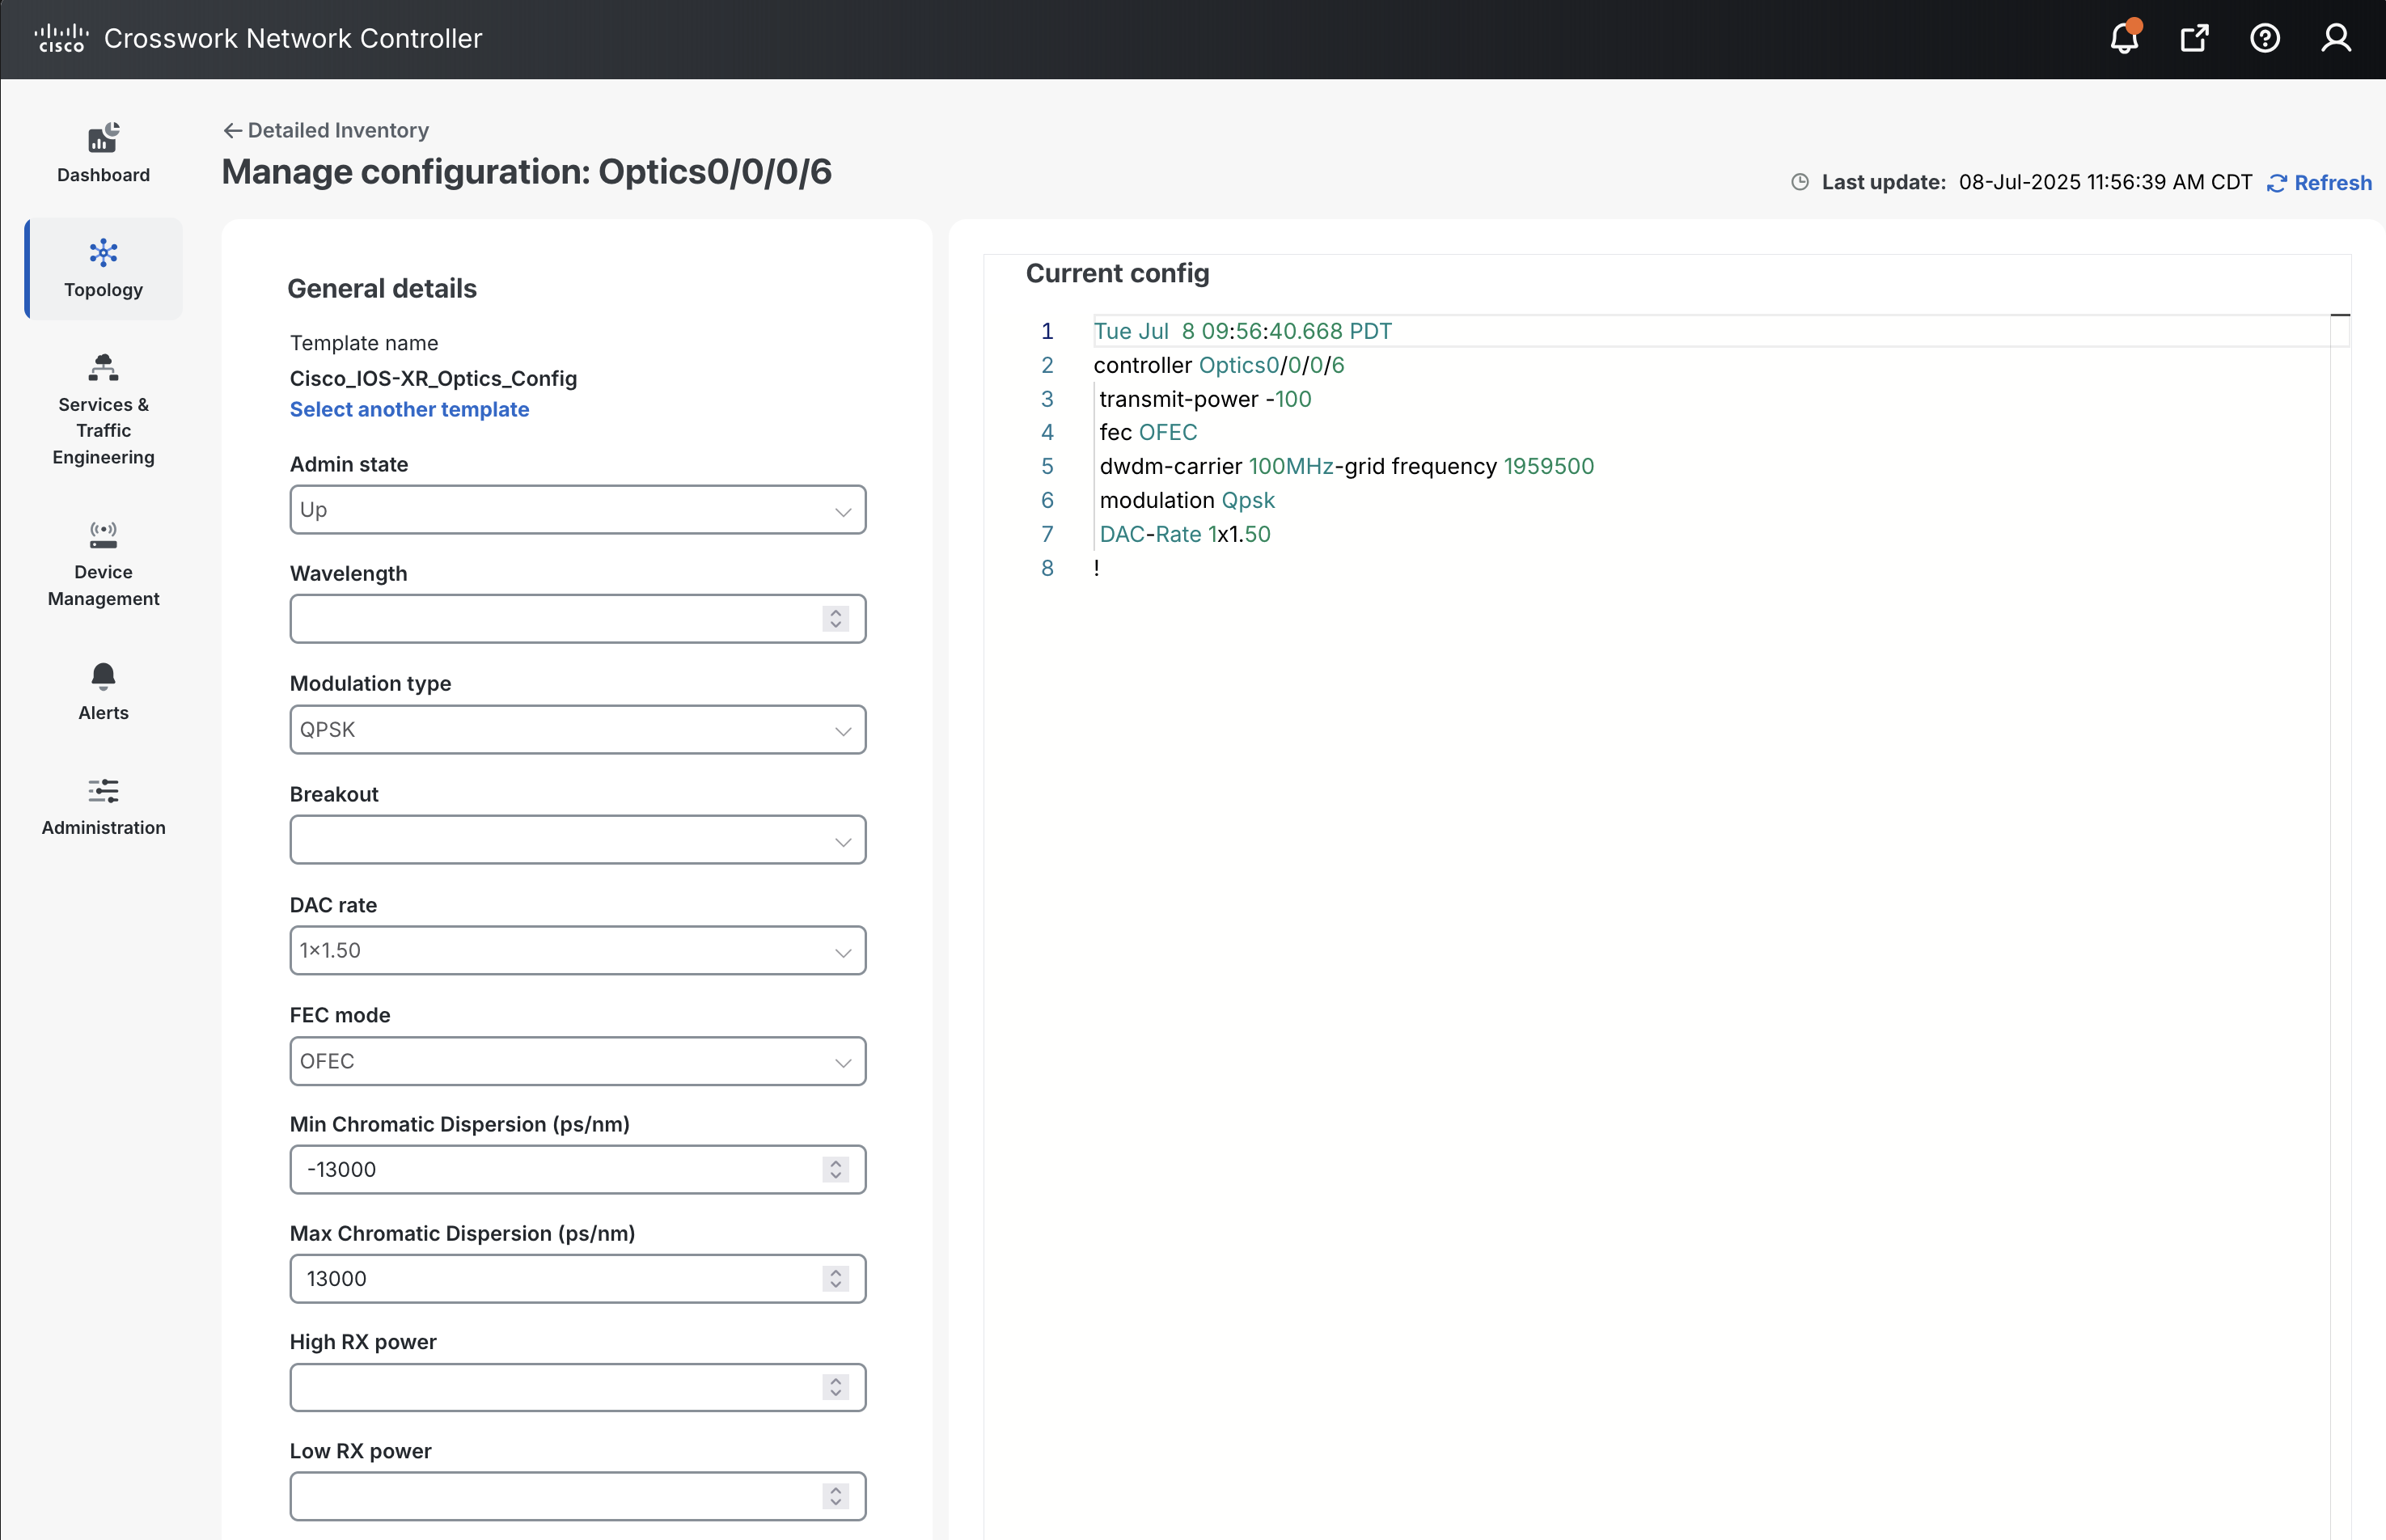 CISCO Crosswork Network Controller
Dashboard
Topology
Services &
Traffic
Engineering
Device
Management
Alerts
Administration
Detailed Inventory
Manage configuration: Optics0/0/0/6
Last update: 08-Jul-2025 11:56:39 AM CDT Refresh
General details
Template name
Cisco_IOS-XR_Optics_Config
Select another template
Admin state
Up
Wavelength
Modulation type
QPSK
Breakout
DAC rate
1x1.50
FEC mode
OFEC
Min Chromatic Dispersion (ps/nm)
-13000
Max Chromatic Dispersion (ps/nm)
13000
High RX power
Low RX power
Current config
1 Tue Jul  8 09:56:40.668 PDT
2 controller Optics0/0/0/6
3 transmit-power -100
4 fec OFEC
5 dwdm-carrier 100MHz-grid frequency 1959500
6 modulation Qpsk
7 DAC-Rate 1x1.50
8 !